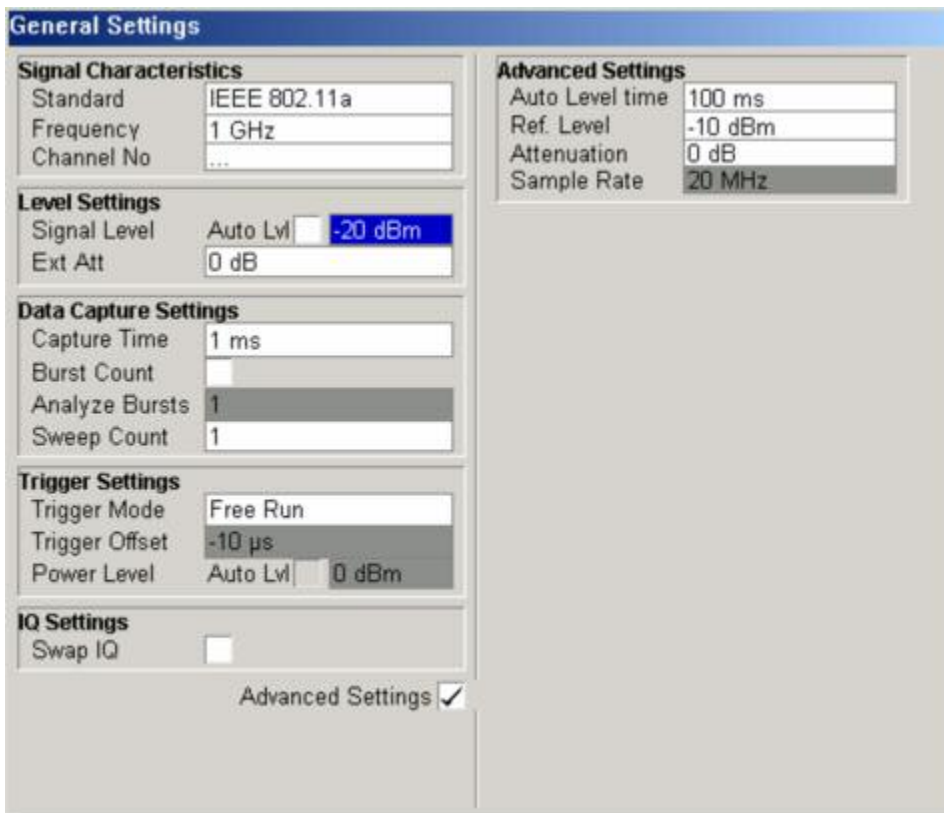 General Settings
Signal Characteristics
Standard IEEE 802.11a
Frequency 1 GHz
Channel No ...
Level Settings
Signal Level Auto Lvl -20 dBm
Ext Att 0 dB
Data Capture Settings
Capture Time 1 ms
Burst Count
Analyze Bursts 1
Sweep Count 1
Trigger Settings
Trigger Mode Free Run
Trigger Offset -10 µs
Power Level Auto Lvl 0 dBm
IQ Settings
Swap IQ
Advanced Settings
Advanced Settings
Auto Level time 100 ms
Ref. Level -10 dBm
Attenuation 0 dB
Sample Rate 20 MHz